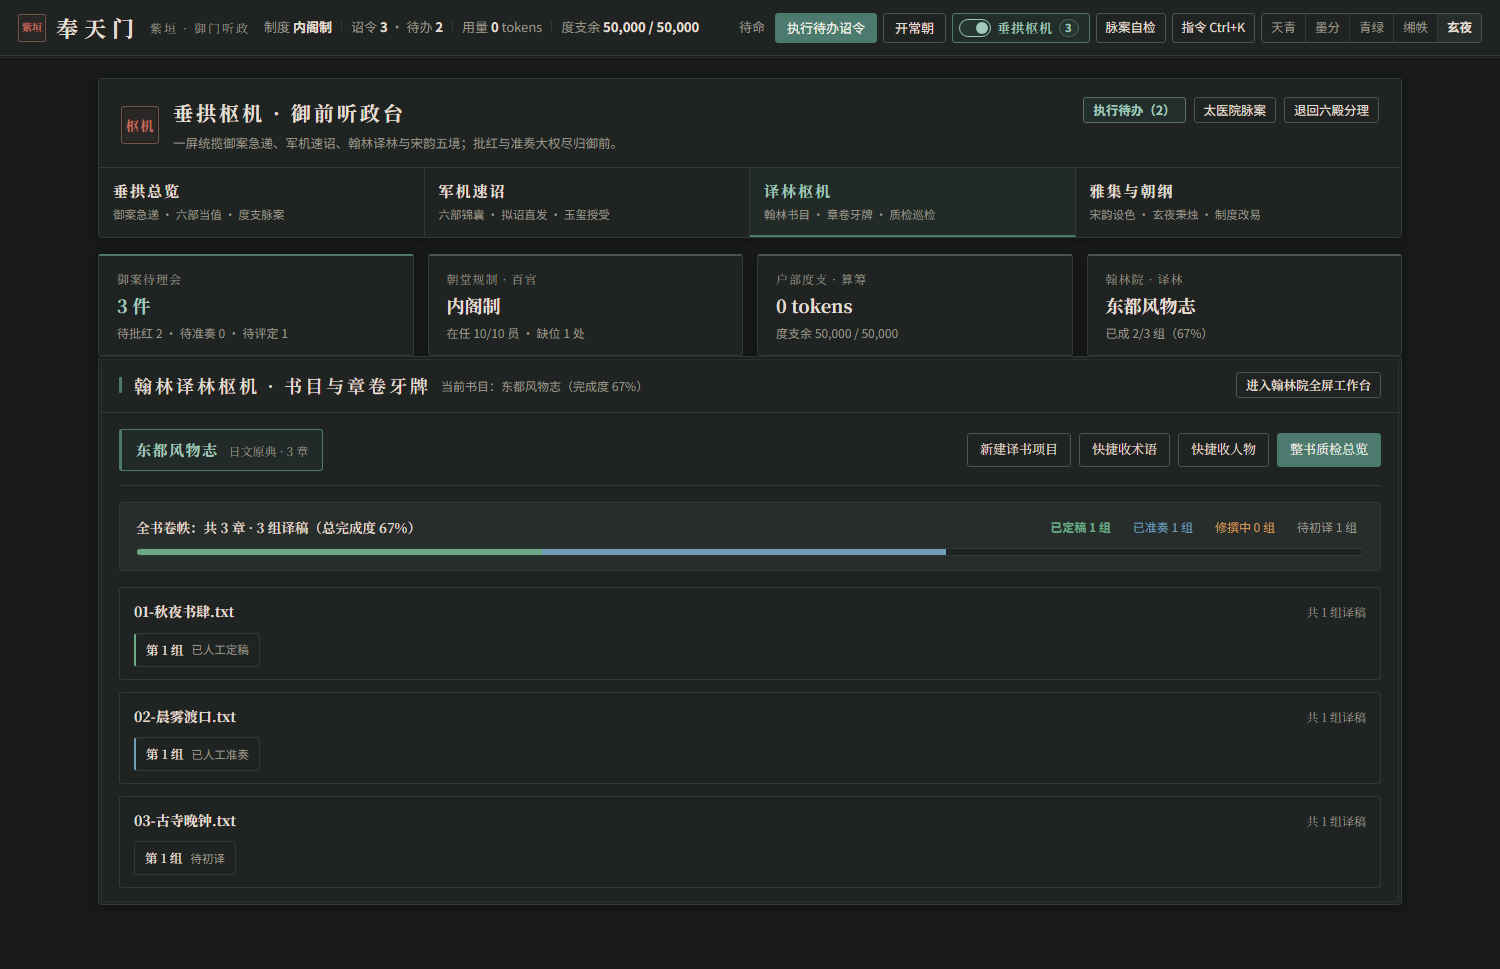 紫垣 奉天门 紫垣 · 御门听政 制度 内阁制 诏令 3 · 待办 2 用量 0 tokens 度支余 50,000 / 50,000 待命 执行待办诏令 开常朝 垂拱枢机 3 脉案自检 指令 Ctrl+K 天青 墨分 青绿 缃帙 玄夜
枢机 垂拱枢机 · 御前听政台 执行待办（2） 太医院脉案 退回六殿分理
一屏统揽御案急递、军机速诏、翰林译林与宋韵五境；批红与准奏大权尽归御前。
垂拱总览 军机速诏 译林枢机 雅集与朝纲
御案急递 · 六部当值 · 度支脉案 六部锦囊 · 拟诏直发 · 玉玺授受 翰林书目 · 章卷牙牌 · 质检巡检 宋韵设色 · 玄夜秉烛 · 制度改易
御案待理会 朝堂规制 · 百官 户部度支 · 算筹 翰林院 · 译林
3 件 内阁制 0 tokens 东都风物志
待批红 2 · 待准奏 0 · 待评定 1 在任 10/10 员 · 缺位 1 处 度支余 50,000 / 50,000 已成 2/3 组（67%）
翰林译林枢机 · 书目与章卷牙牌 当前书目：东都风物志（完成度 67%） 进入翰林院全屏工作台
东都风物志 日文原典 · 3 章 新建译书项目 快捷收术语 快捷收人物 整书质检总览
全书卷帙：共 3 章 · 3 组译稿（总完成度 67%） 已定稿 1 组 已准奏 1 组 修撰中 0 组 待初译 1 组
01-秋夜书肆.txt 共 1 组译稿
第 1 组 已人工定稿
02-晨雾渡口.txt 共 1 组译稿
第 1 组 已人工准奏
03-古寺晚钟.txt 共 1 组译稿
第 1 组 待初译